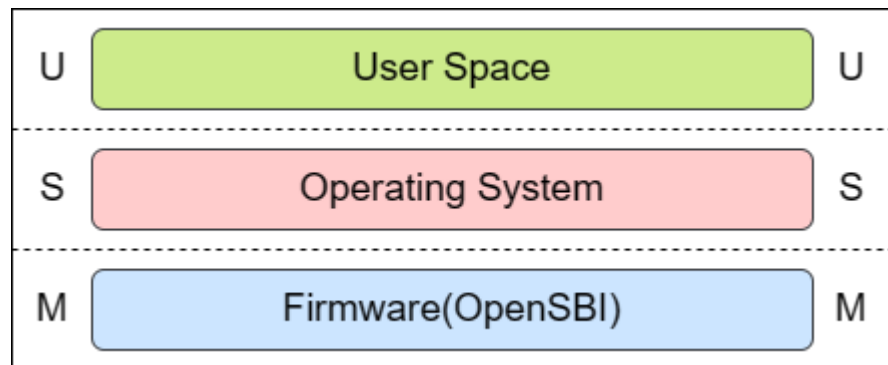 U User Space U
S Operating System S
M Firmware(OpenSBI) M